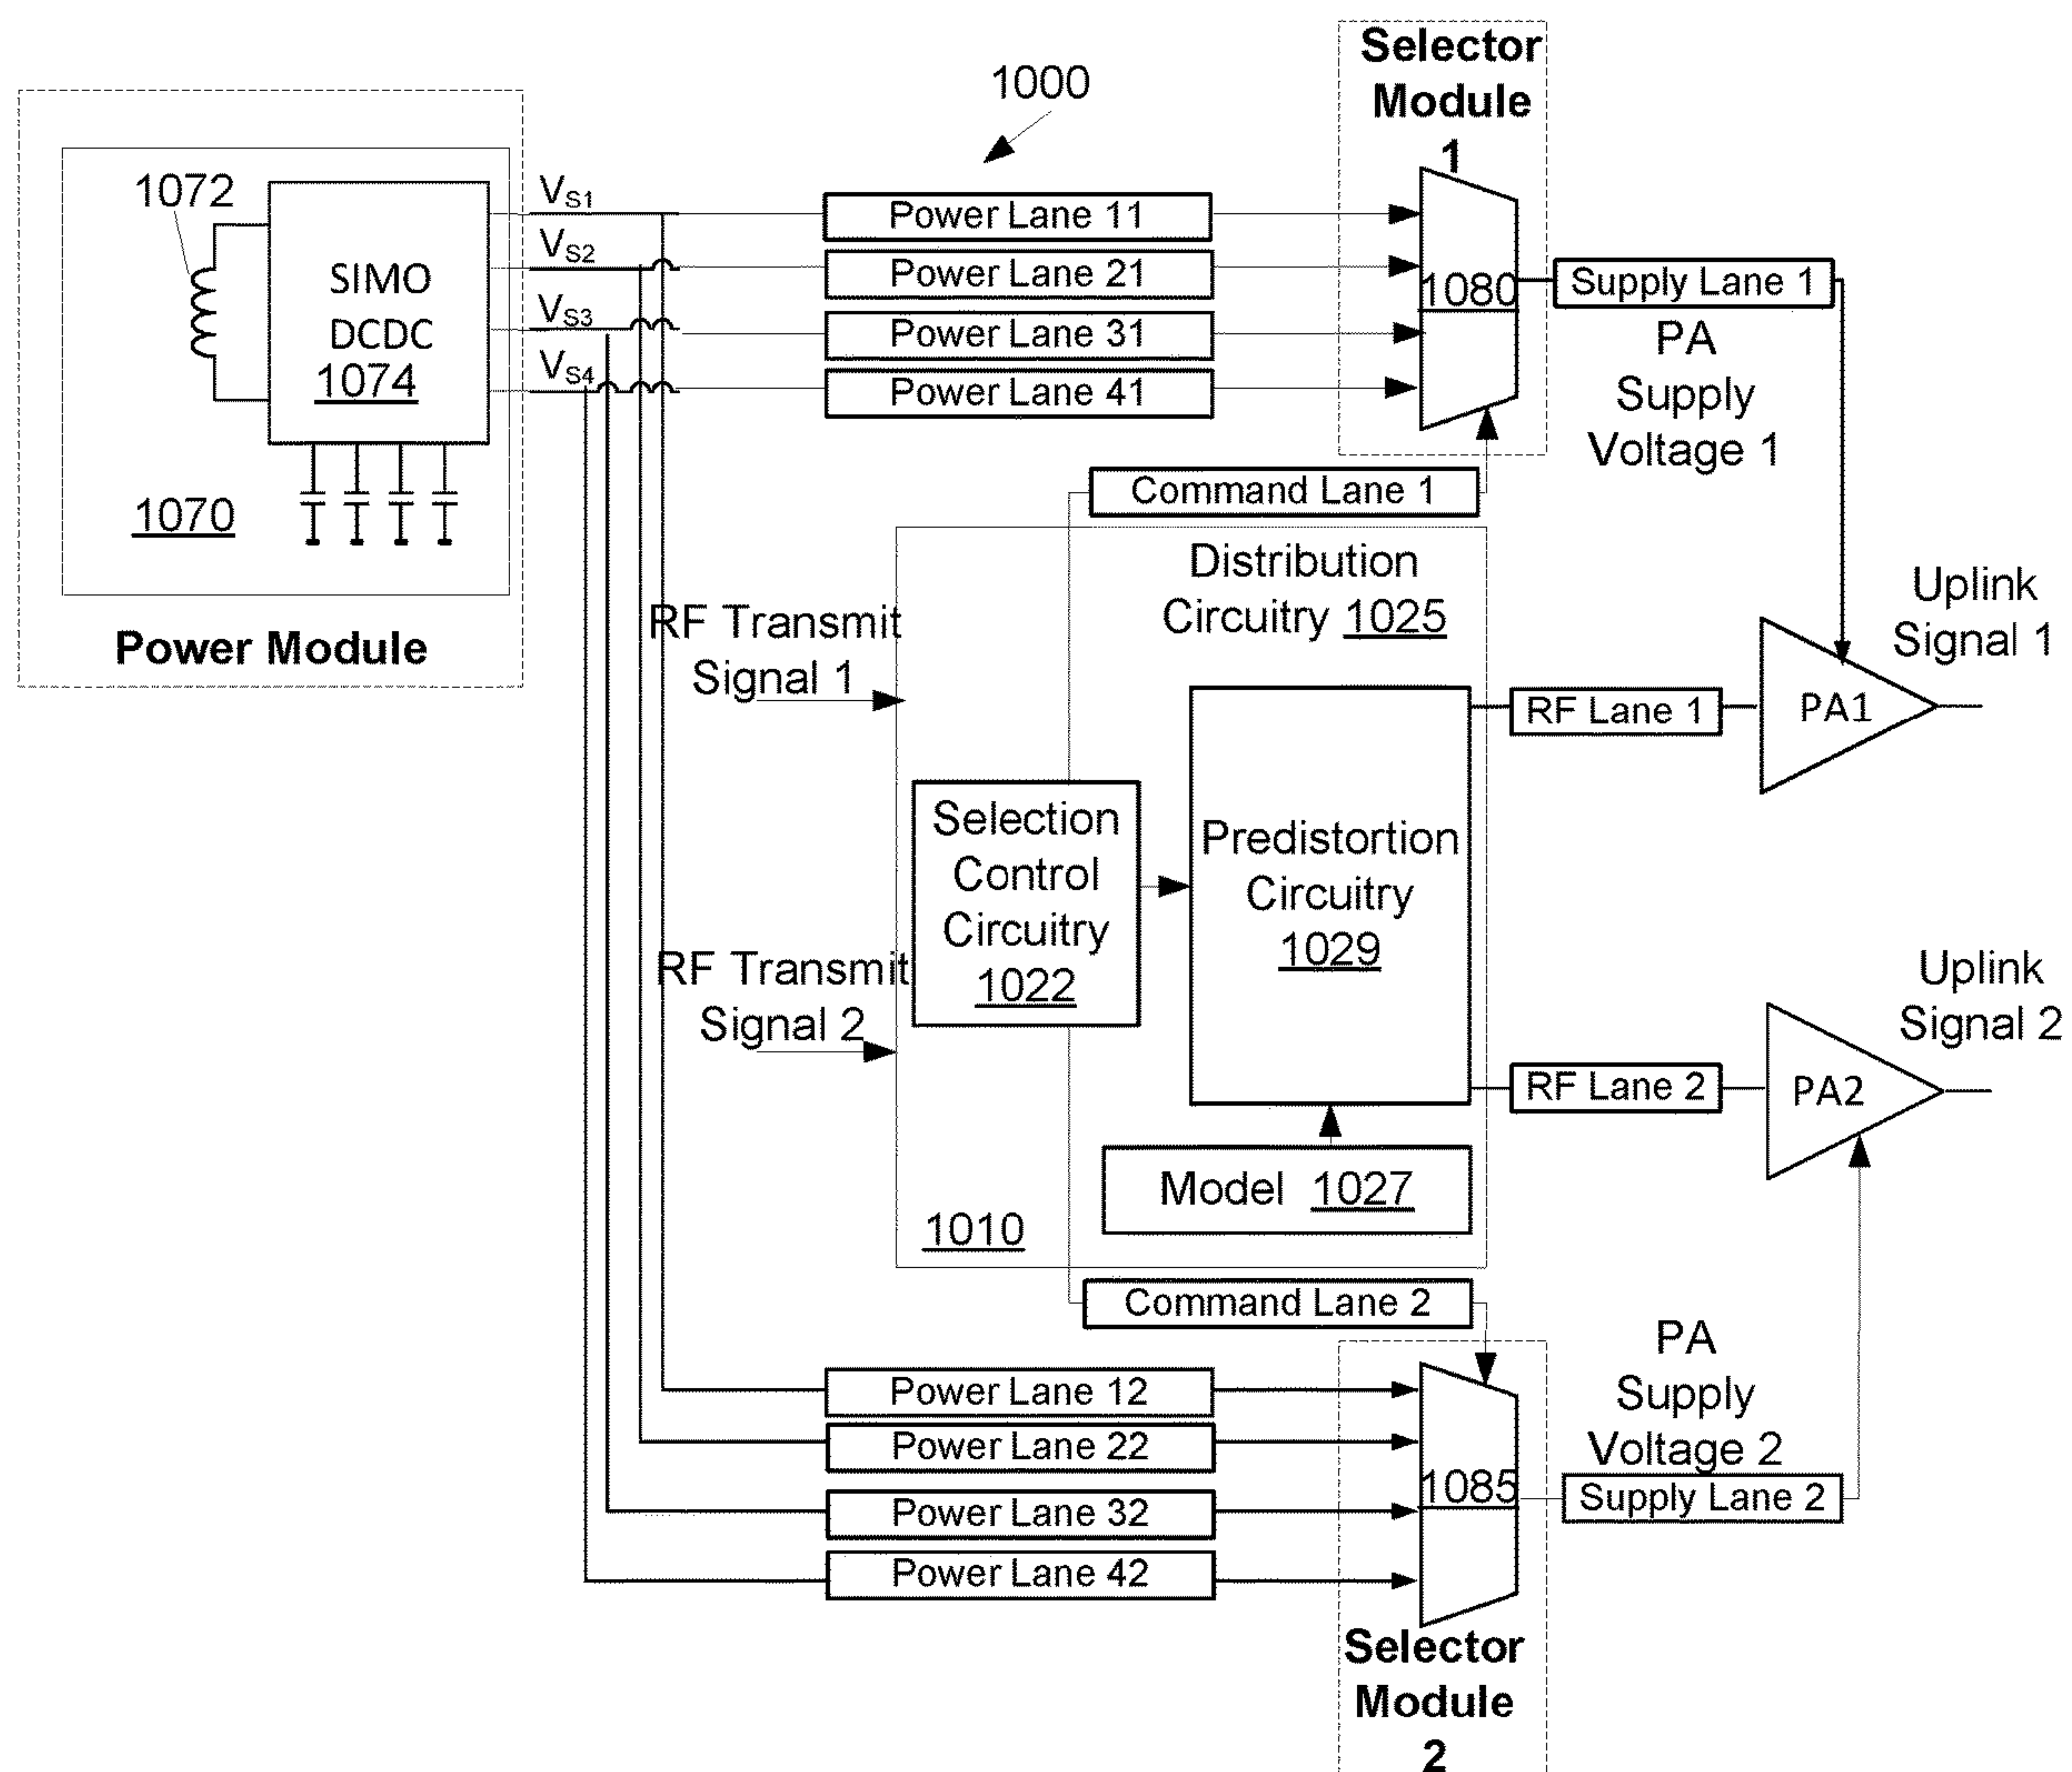 1000
Selector
Module
1
1072
SIMO
DCDC
1074
1070
Power Module
VS1
VS2
VS3
VS4
Power Lane 11
Power Lane 21
Power Lane 31
Power Lane 41
1080
Supply Lane 1
PA
Supply
Voltage 1
Command Lane 1
Distribution
Circuitry 1025
RF Transmit
Signal 1
RF Transmit
Signal 2
Selection
Control
Circuitry
1022
Predistortion
Circuitry
1029
Model 1027
1010
RF Lane 1
PA1
Uplink
Signal 1
RF Lane 2
PA2
Uplink
Signal 2
Command Lane 2
Power Lane 12
Power Lane 22
Power Lane 32
Power Lane 42
1085
PA
Supply
Voltage 2
Supply Lane 2
Selector
Module
2